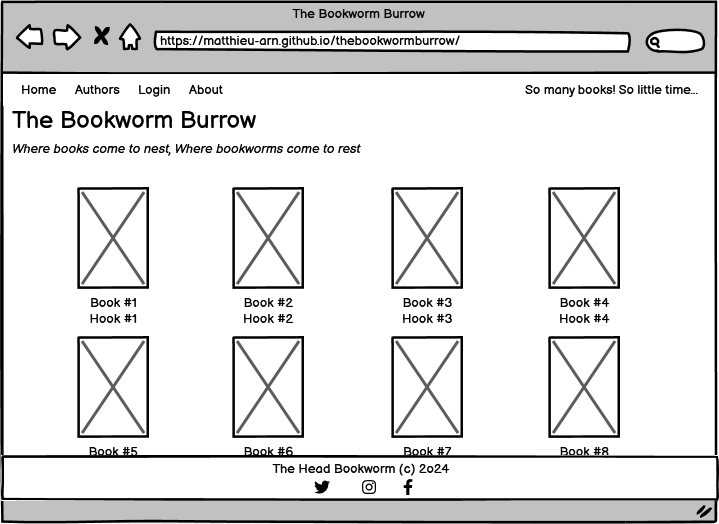 The Bookworm Burrow
https://matthieu-arn.github.io/thebookwormburrow/
Home Authors Login About So many books! So little time...
The Bookworm Burrow
Where books come to nest, Where bookworms come to rest
Book #1 Book #2 Book #3 Book #4
Hook #1 Hook #2 Hook #3 Hook #4
Book #5 Book #6 Book #7 Book #8
The Head Bookworm (c) 2o24